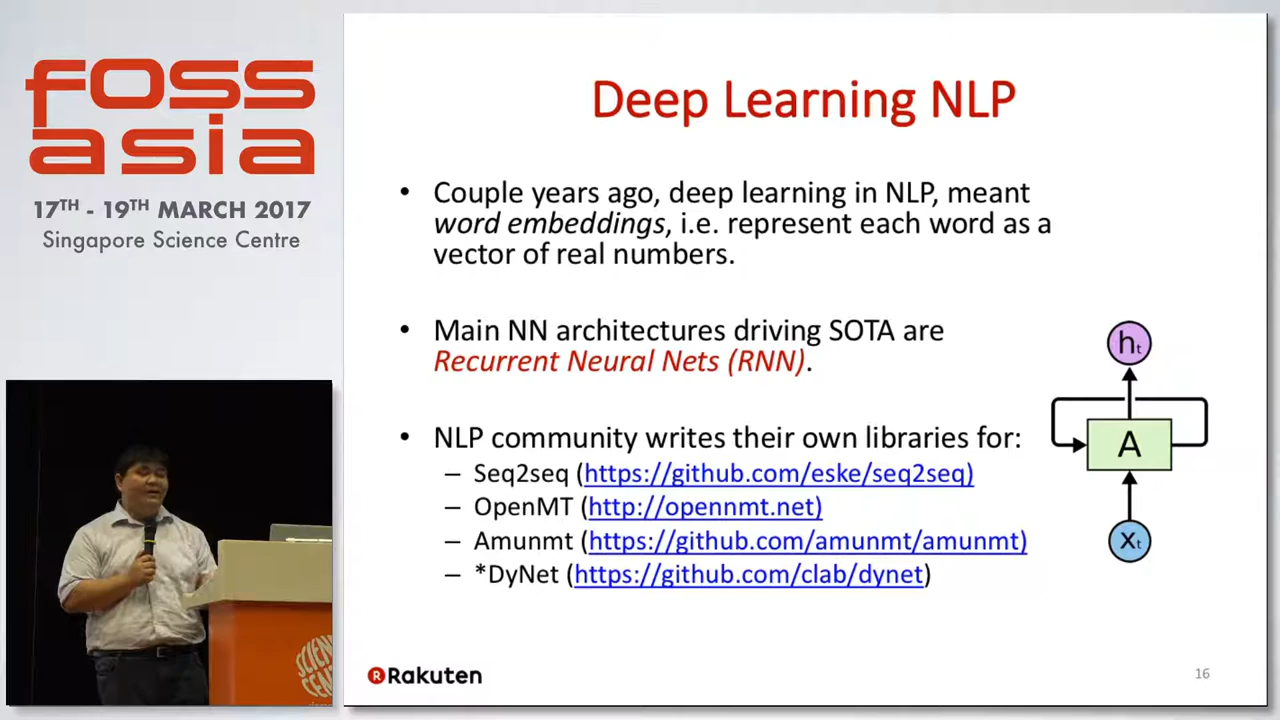 foss
asia
17TH - 19TH MARCH 2017
Singapore Science Centre
Deep Learning NLP
• Couple years ago, deep learning in NLP, meant
word embeddings, i.e. represent each word as a
vector of real numbers.
• Main NN architectures driving SOTA are
Recurrent Neural Nets (RNN).
• NLP community writes their own libraries for:
– Seq2seq (https://github.com/eske/seq2seq)
– OpenMT (http://opennmt.net)
– Amunmt (https://github.com/amunmt/amunmt)
– *DyNet (https://github.com/clab/dynet)
ht
A
xt
Rakuten
16